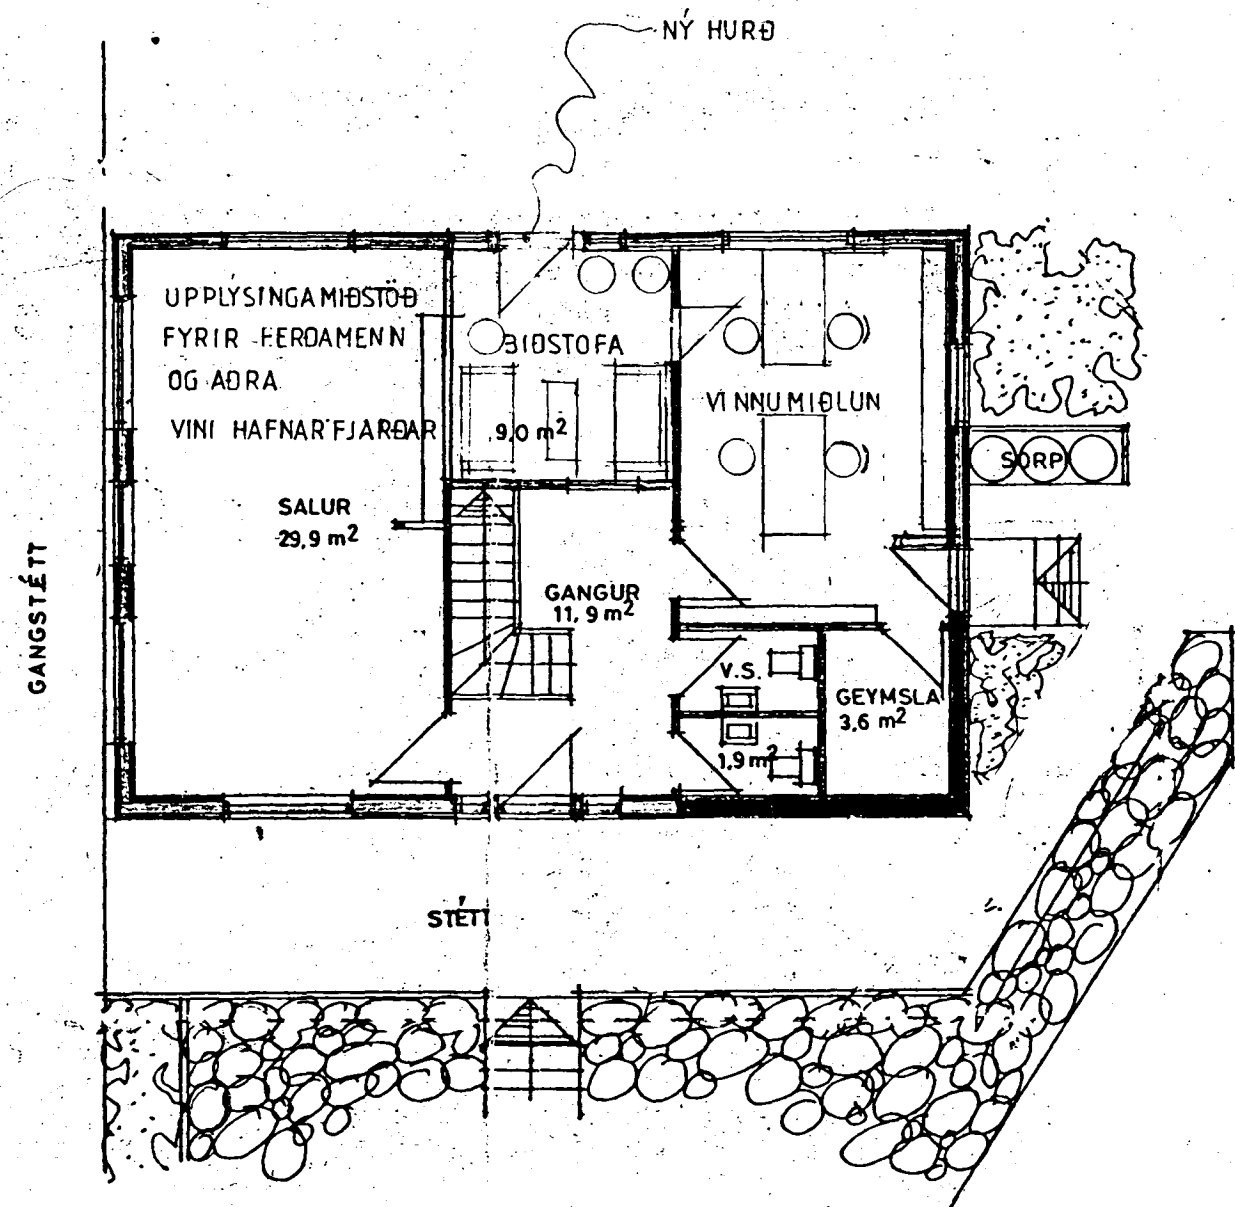 NÝ HURÐ
UPPLÝSINGAMIÐSTÖÐ
FYRIR FERÐAMENN
OG AÐRA
VINI HAFNARFJARÐAR
BIÐSTOFA
9,0 m²
VINNUMIÐLUN
SORP
SALUR
29,9 m²
GANGSTÉTT
GANGUR
11,9 m²
V.S.
GEYMSLA
3,6 m²
1,9 m²
STÉTT